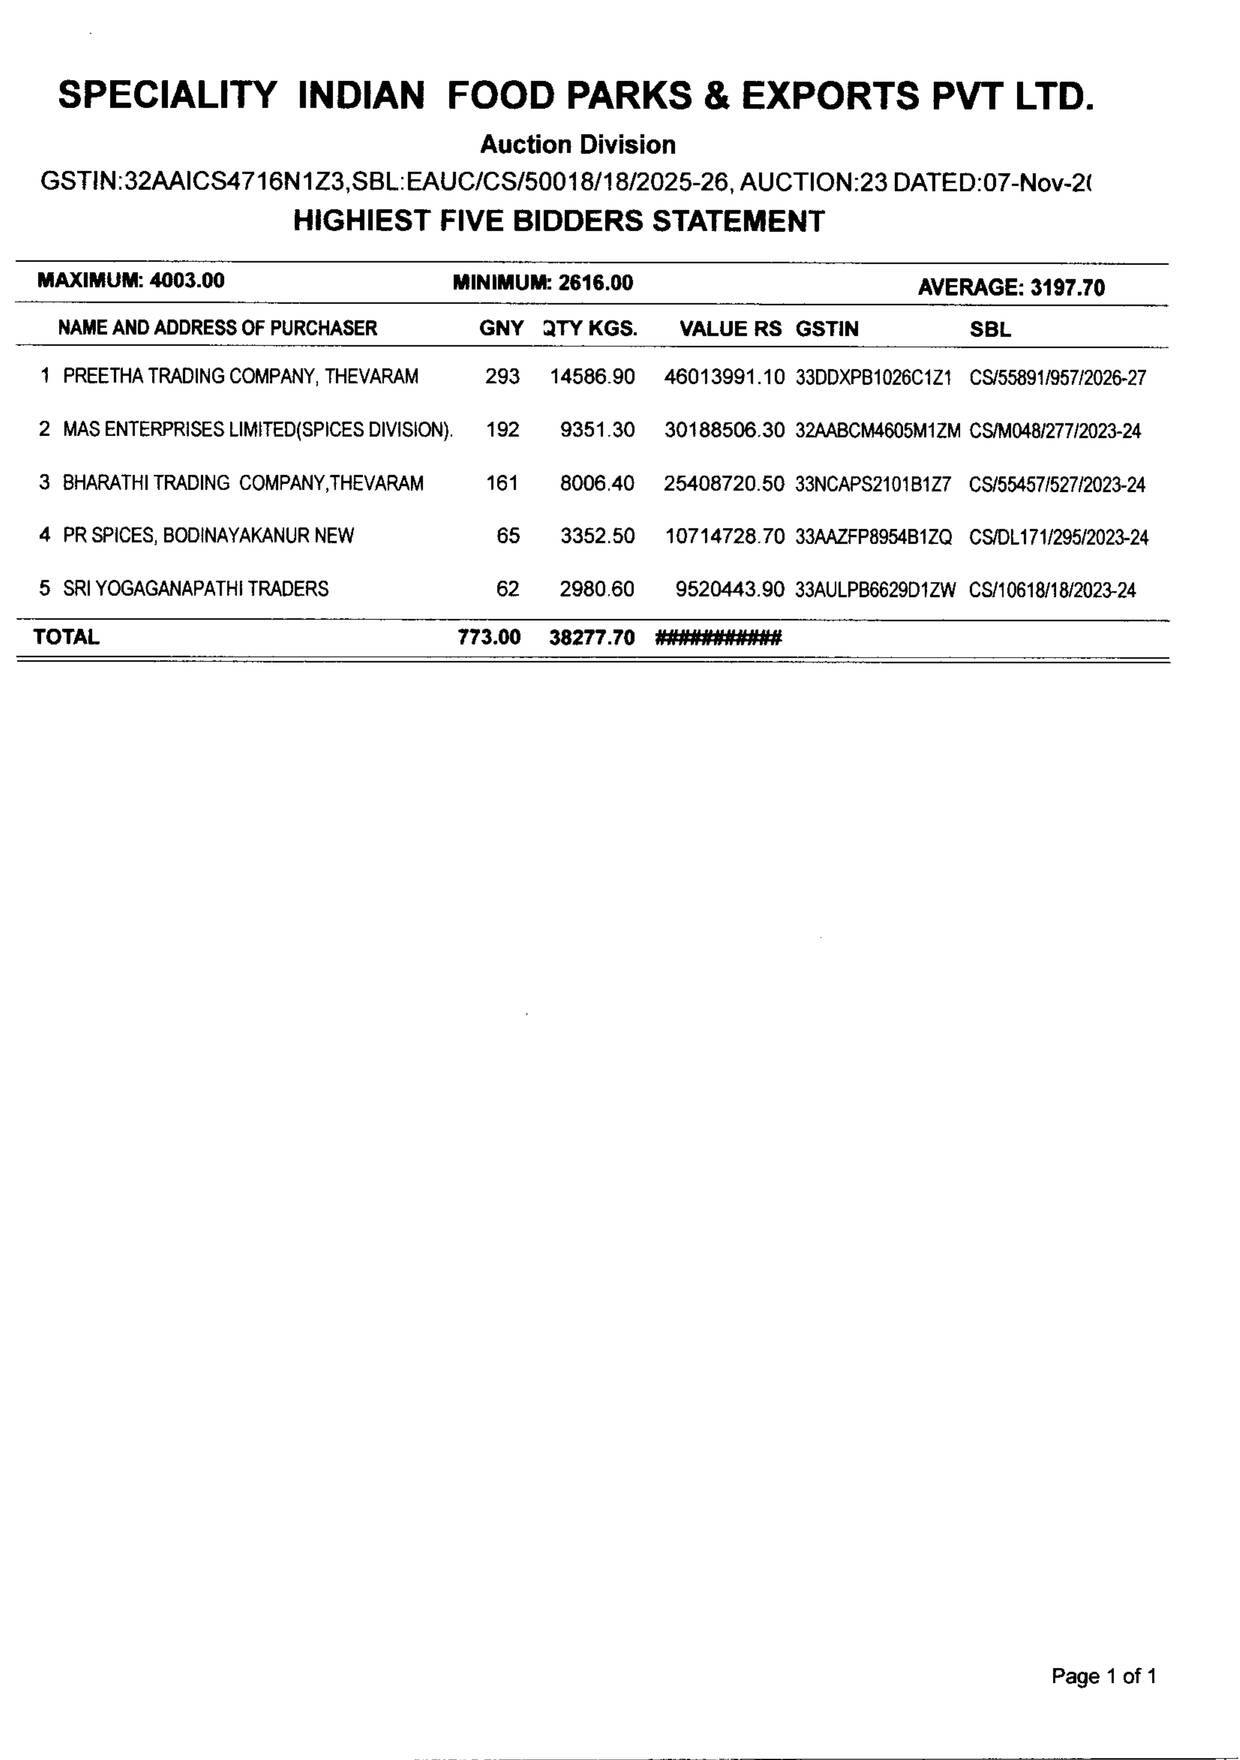 SPECIALITY INDIAN FOOD PARKS & EXPORTS PVT LTD.
Auction Division
GSTIN:32AAICS4716N1Z3,SBL:EAUC/CS/50018/18/2025-26, AUCTION:23 DATED:07-Nov-2(
HIGHIEST FIVE BIDDERS STATEMENT
MAXIMUM: 4003.00 MINIMUM: 2616.00 AVERAGE: 3197.70
NAME AND ADDRESS OF PURCHASER GNY QTY KGS. VALUE RS GSTIN SBL
1 PREETHA TRADING COMPANY, THEVARAM 293 14586.90 46013991.10 33DDXPB1026C1Z1 CS/55891/957/2026-27
2 MAS ENTERPRISES LIMITED(SPICES DIVISION). 192 9351.30 30188506.30 32AABCM4605M1ZM CS/M048/277/2023-24
3 BHARATHI TRADING COMPANY,THEVARAM 161 8006.40 25408720.50 33NCAPS2101B1Z7 CS/55457/527/2023-24
4 PR SPICES, BODINAYAKANUR NEW 65 3352.50 10714728.70 33AAZFP8954B1ZQ CS/DL171/295/2023-24
5 SRI YOGAGANAPATHI TRADERS 62 2980.60 9520443.90 33AULPB6629D1ZW CS/10618/18/2023-24
TOTAL 773.00 38277.70 ###########
Page 1 of 1